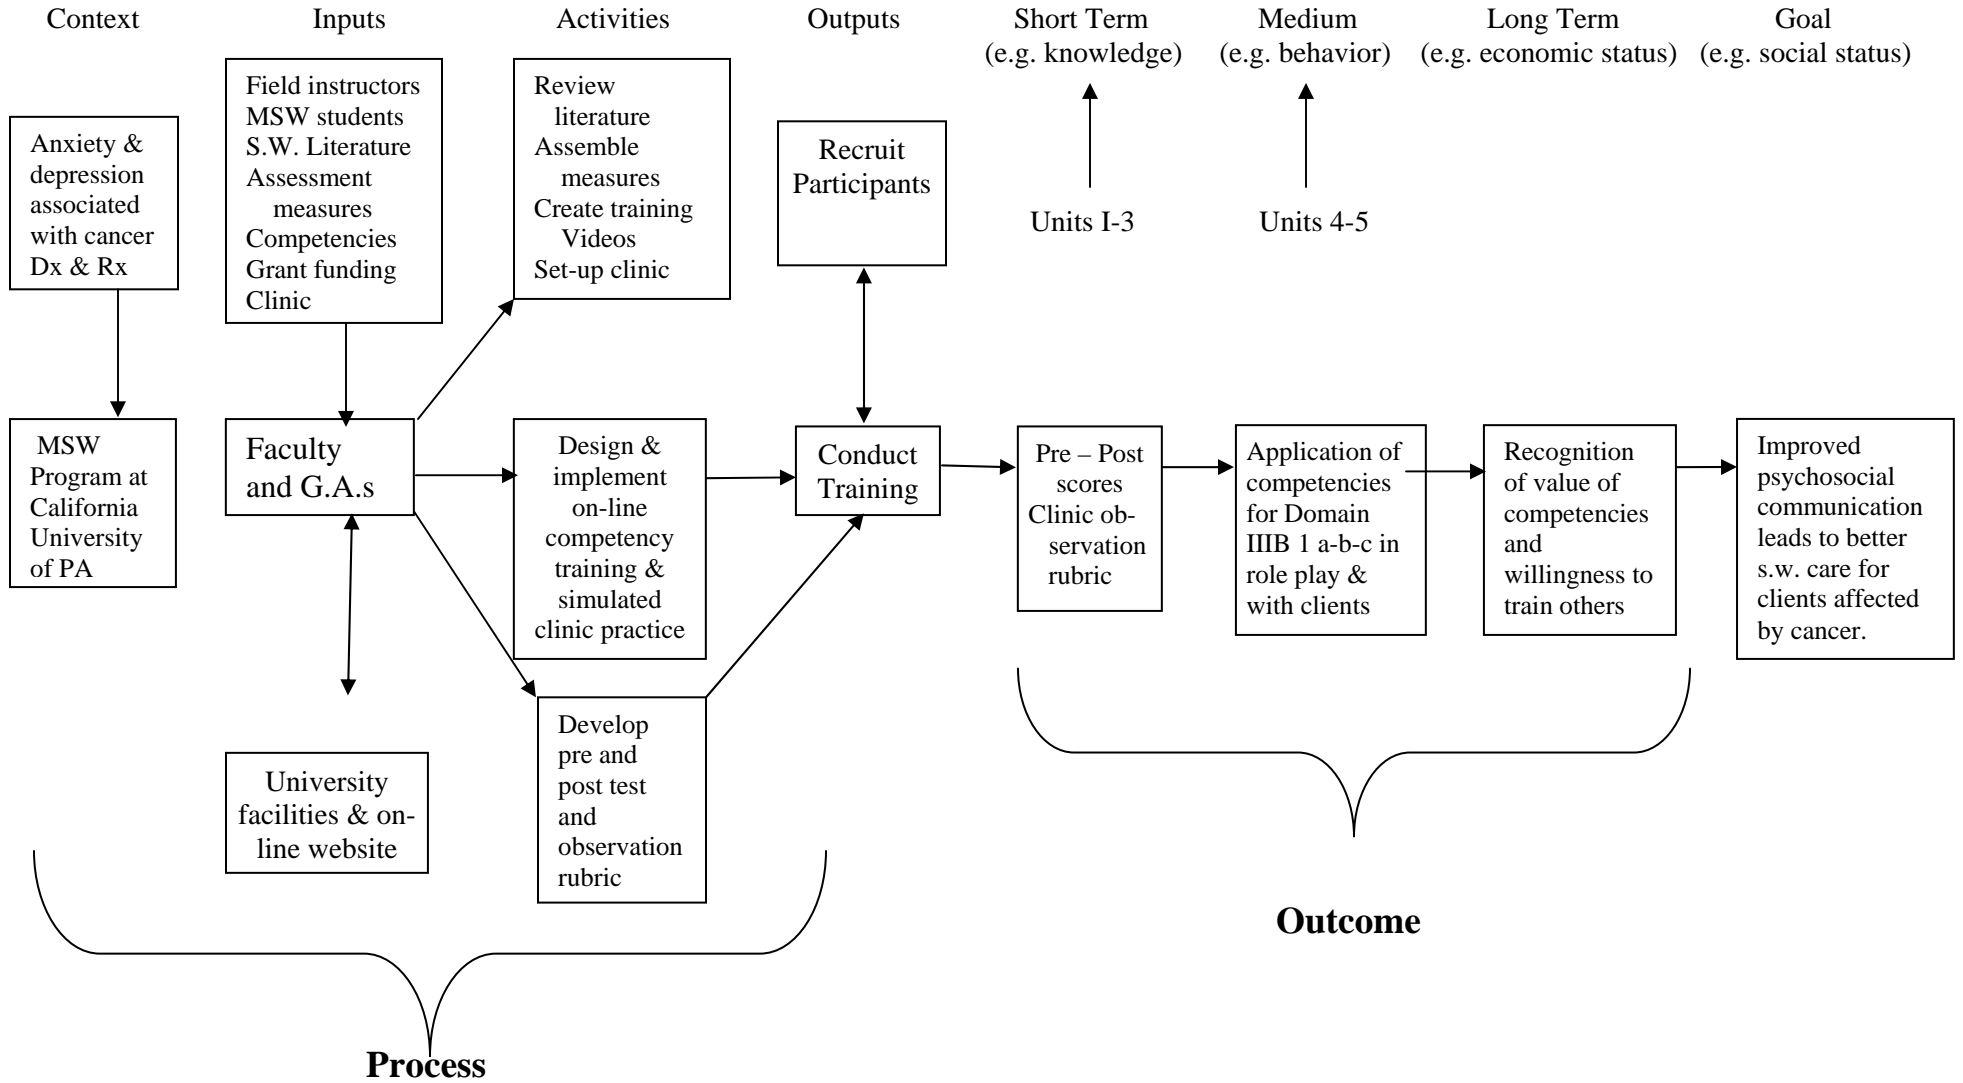 Context
Inputs
Activities
Outputs
Short Term
(e.g. knowledge)
Medium
(e.g. behavior)
Long Term
(e.g. economic status)
Goal
(e.g. social status)
Anxiety &
depression
associated
with cancer
Dx & Rx
Field instructors
MSW students
S.W. Literature
Assessment
measures
Competencies
Grant funding
Clinic
Review
literature
Assemble
measures
Create training
Videos
Set-up clinic
Recruit
Participants
Units I-3
Units 4-5
MSW
Program at
California
University
of PA
Faculty
and G.A.s
Design &
implement
on-line
competency
training &
simulated
clinic practice
Conduct
Training
Pre – Post
scores
Clinic ob-
servation
rubric
Application of
competencies
for Domain
IIIB 1 a-b-c in
role play &
with clients
Recognition
of value of
competencies
and
willingness to
train others
Improved
psychosocial
communication
leads to better
s.w. care for
clients affected
by cancer.
University
facilities & on-
line website
Develop
pre and
post test
and
observation
rubric
Outcome
Process